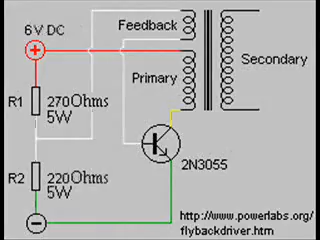 Feedback
6V DC
Secondary
Primary
R1
270Ohms
5W
2N3055
R2
220Ohms
5W
http://www.powerlabs.org/
flybackdriver.htm